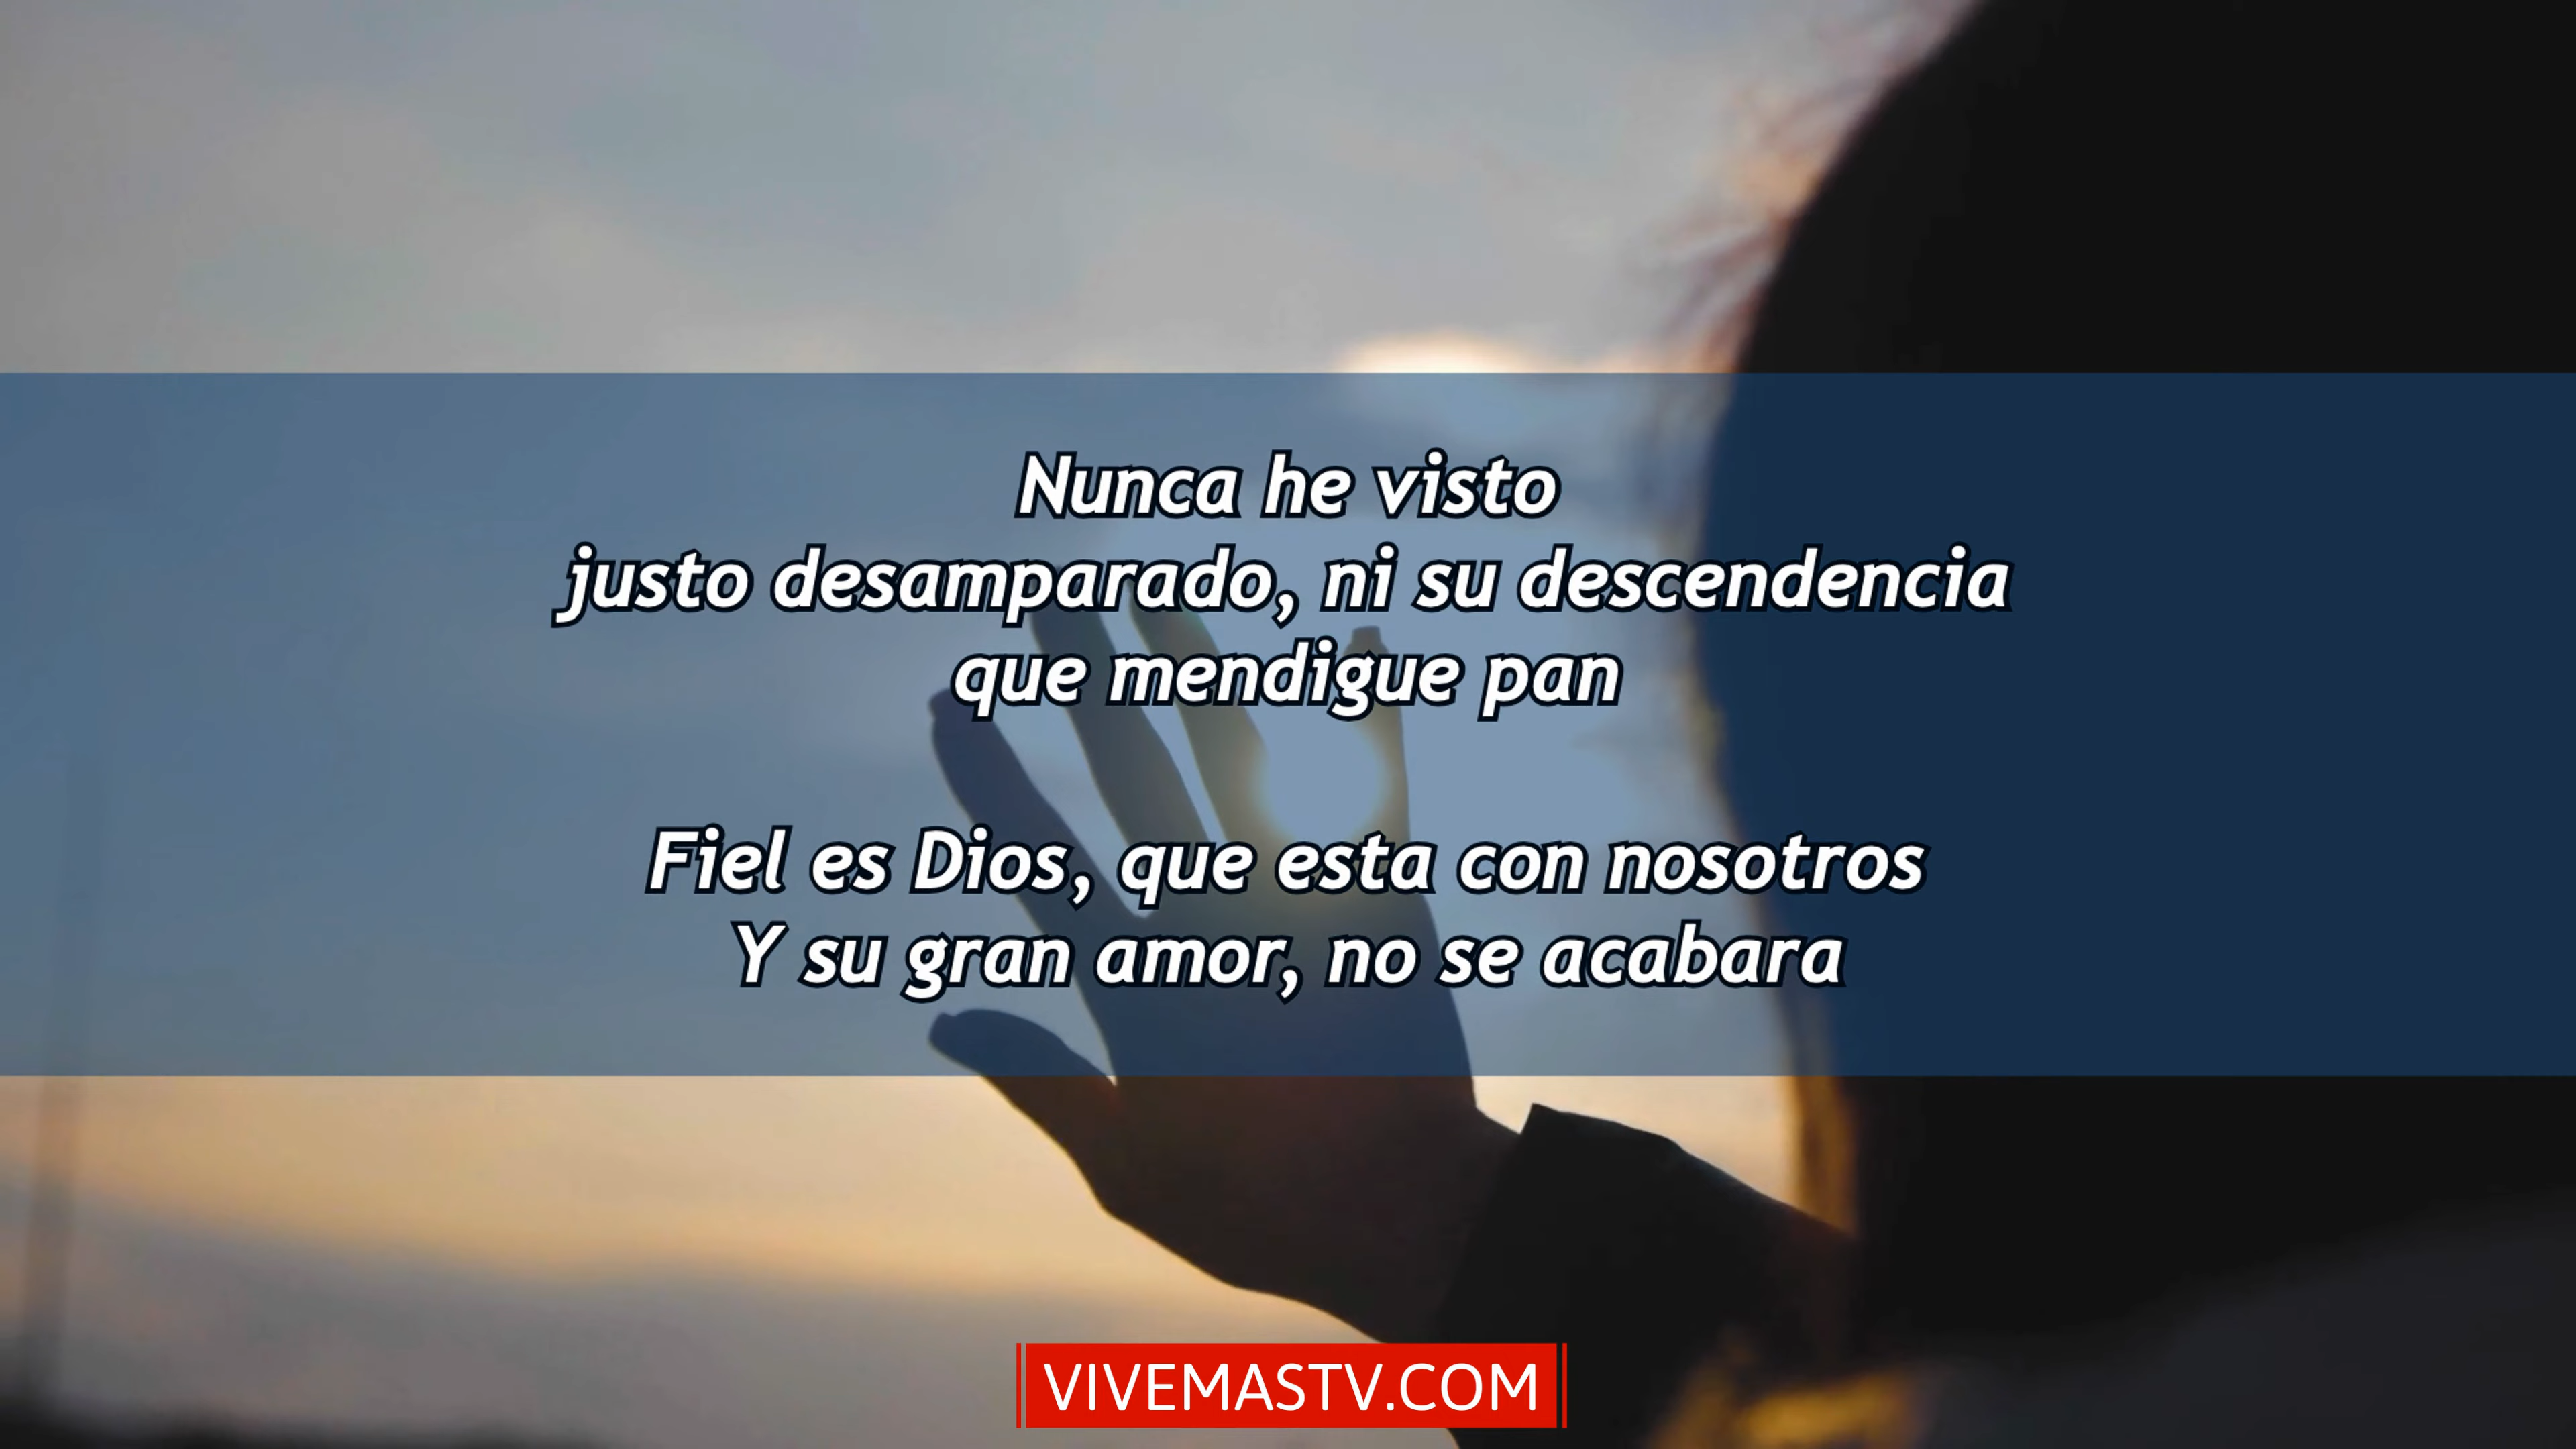 Nunca he visto
justo desamparado, ni su descendencia
que mendigue pan
Fiel es Dios, que esta con nosotros
Y su gran amor, no se acabara
VIVEMASTV.COM